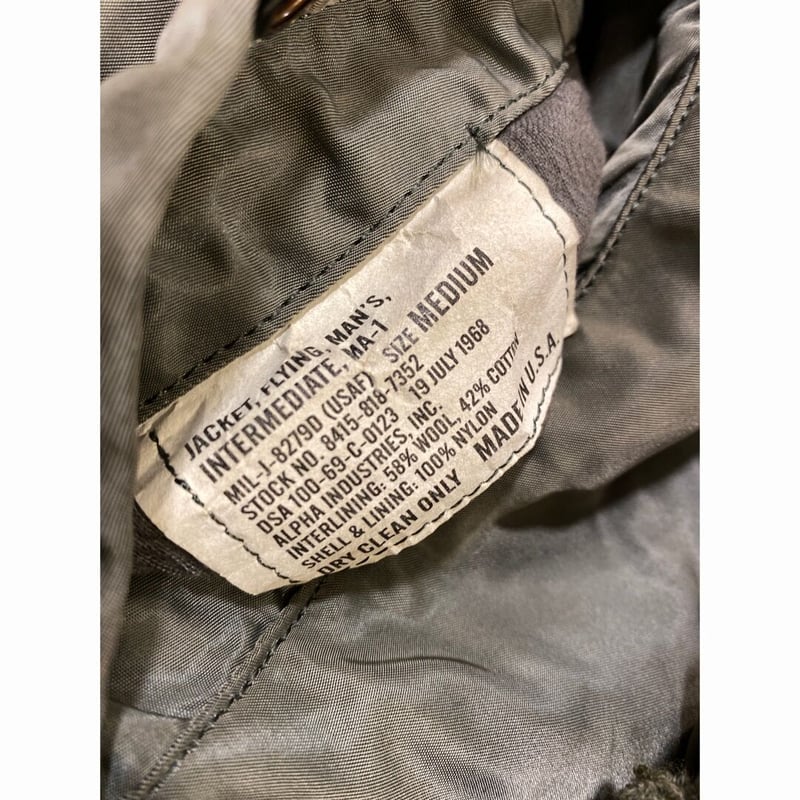 JACKET, FLYING, MAN'S,
INTERMEDIATE, MA-1
MIL-J-8279D (USAF) SIZE MEDIUM
STOCK NO. 8415-818-7352
DSA 100-69-C-0123 19 JULY 1968
ALPHA INDUSTRIES, INC.
INTERLINING: 58% WOOL, 42% COTTON
SHELL & LINING: 100% NYLON
DRY CLEAN ONLY MADE IN U.S.A.